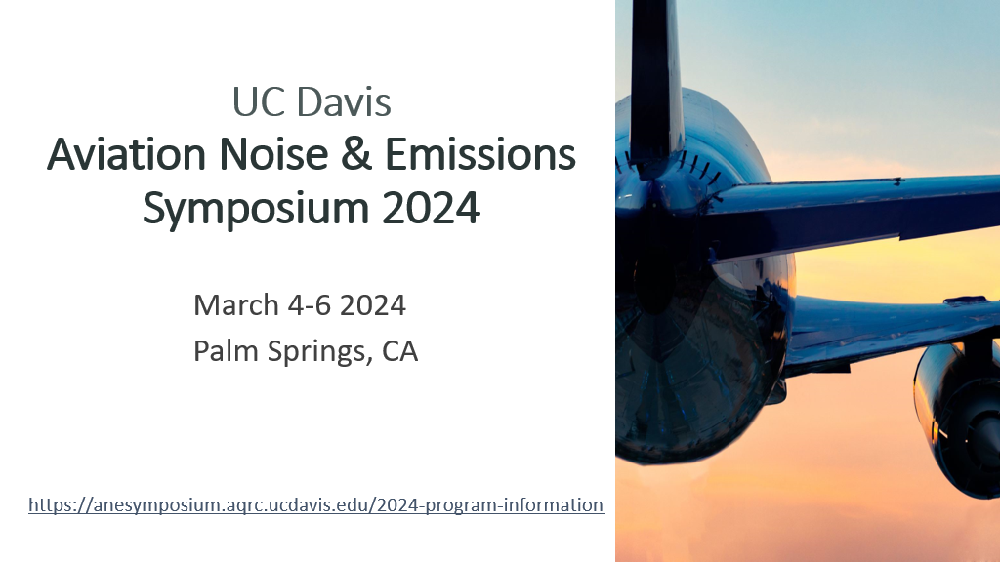 UC Davis
Aviation Noise & Emissions
Symposium 2024
March 4-6 2024
Palm Springs, CA
https://anesymposium.aqrc.ucdavis.edu/2024-program-information